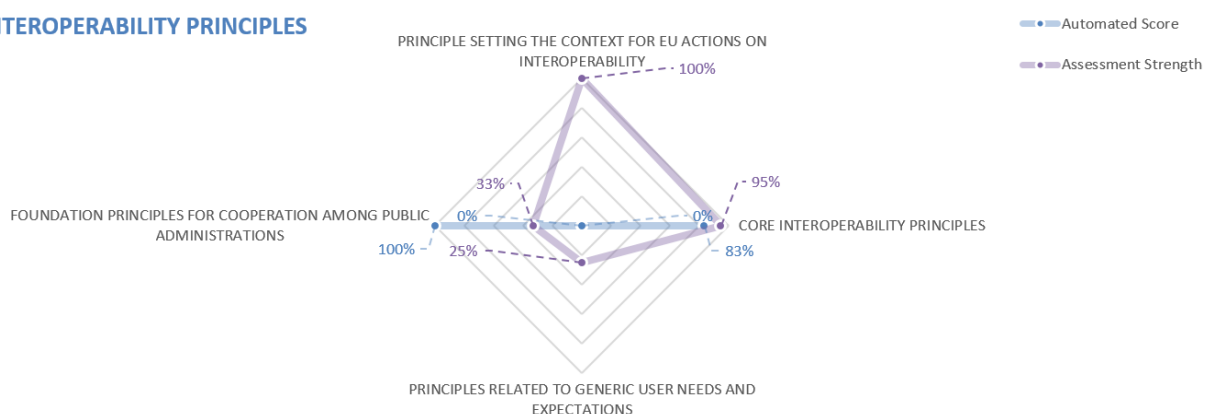 NTEROPERABILITY PRINCIPLES
Automated Score
Assessment Strength
PRINCIPLE SETTING THE CONTEXT FOR EU ACTIONS ON
INTEROPERABILITY
100%
33%
95%
0%
0%
FOUNDATION PRINCIPLES FOR COOPERATION AMONG PUBLIC
ADMINISTRATIONS
CORE INTEROPERABILITY PRINCIPLES
100%
25%
83%
PRINCIPLES RELATED TO GENERIC USER NEEDS AND
EXPECTATIONS